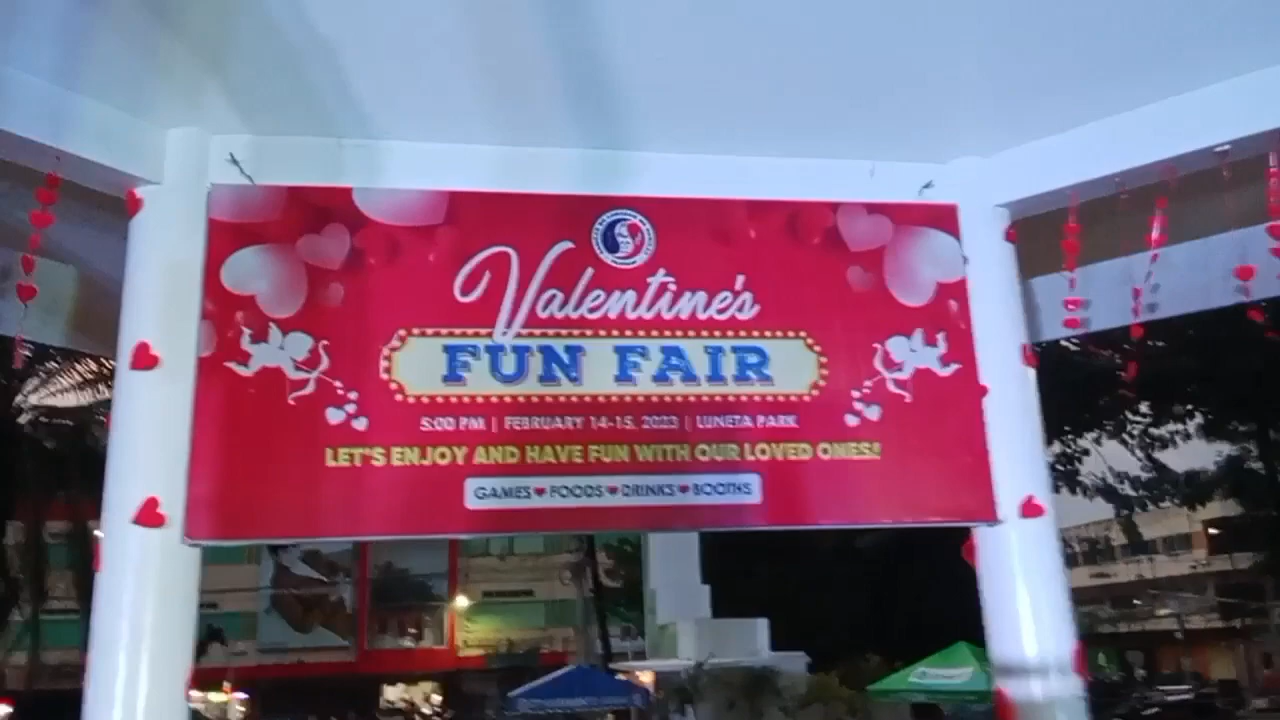 Valentine's
FUN FAIR
5:00 PM | FEBRUARY 14-15, 2023 | LUNETA PARK
LET'S ENJOY AND HAVE FUN WITH OUR LOVED ONES!
GAMES ♥ FOODS ♥ DRINKS ♥ BOOTHS